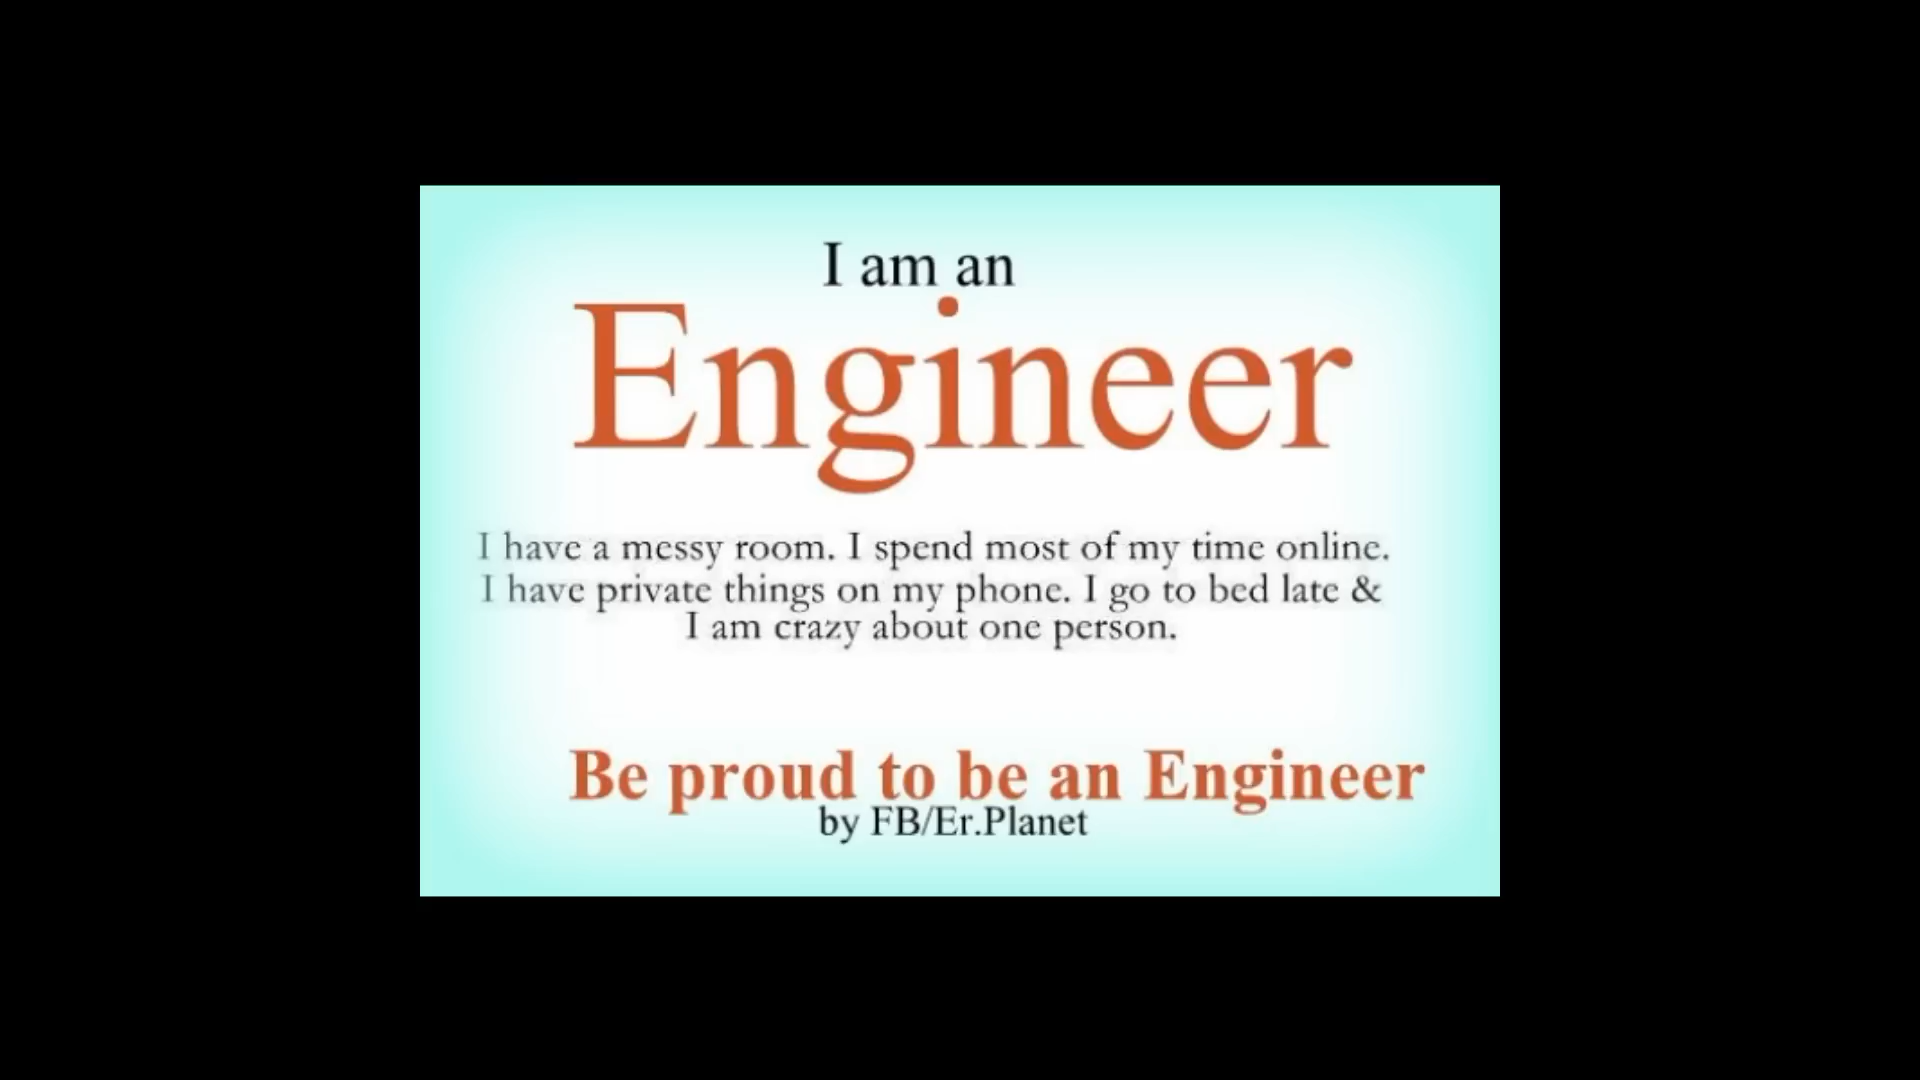 I am an
Engineer
I have a messy room. I spend most of my time online.
I have private things on my phone. I go to bed late &
I am crazy about one person.
Be proud to be an Engineer
by FB/Er.Planet